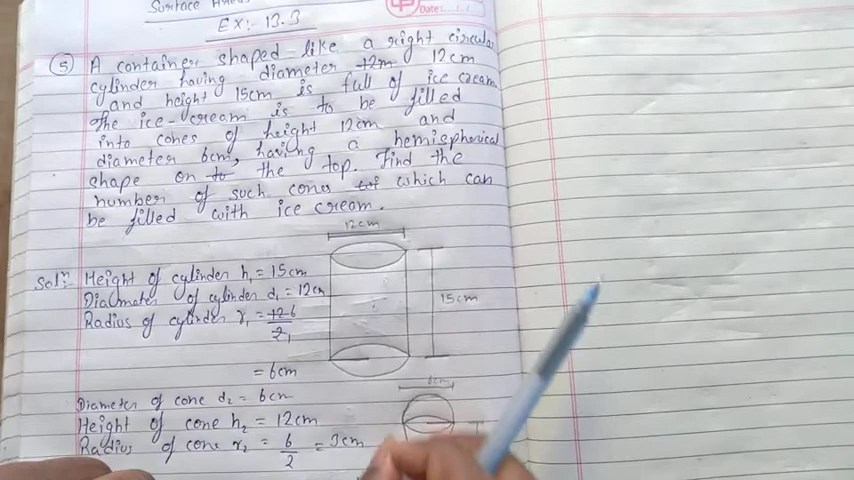 Surface Areas
Date:
EX:- 13.3
(5) A container shaped like a right circular
cylinder having diameter 12m 12cm
and height 15cm is full of ice cream.
The ice-cream is to be filled
into cones of height 12cm and
diameter 6cm, having a hemispherical
shape on to the top. Find the
number of such cones which can
be filled with ice cream.
12cm
Solⁿ:- Height of cylinder h₁ = 15cm
Diameter of cylinder d₁ = 12cm
Radius of cylinder r₁ = 12 6
2 1
= 6cm
15cm
6cm
Diameter of cone d₂ = 6cm
Height of cone h₂ = 12cm
Radius of cone r₂ = 6/2 = 3cm